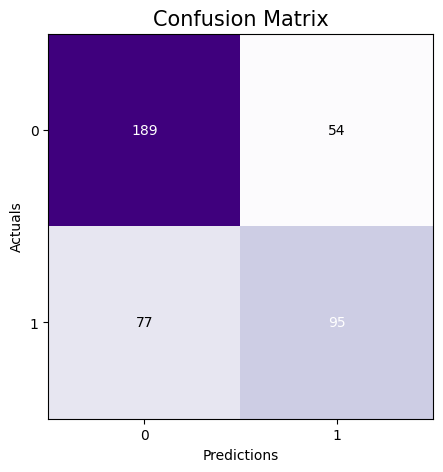 Confusion Matrix
0
189
54
Actuals
1
77
95
0
1
Predictions